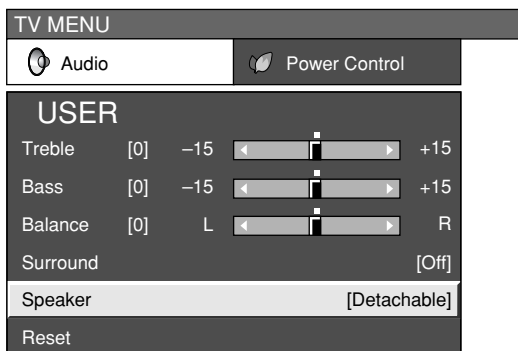 TV MENU
Audio Power Control
USER
Treble [0] –15 +15
Bass [0] –15 +15
Balance [0] L R
Surround [Off]
Speaker [Detachable]
Reset